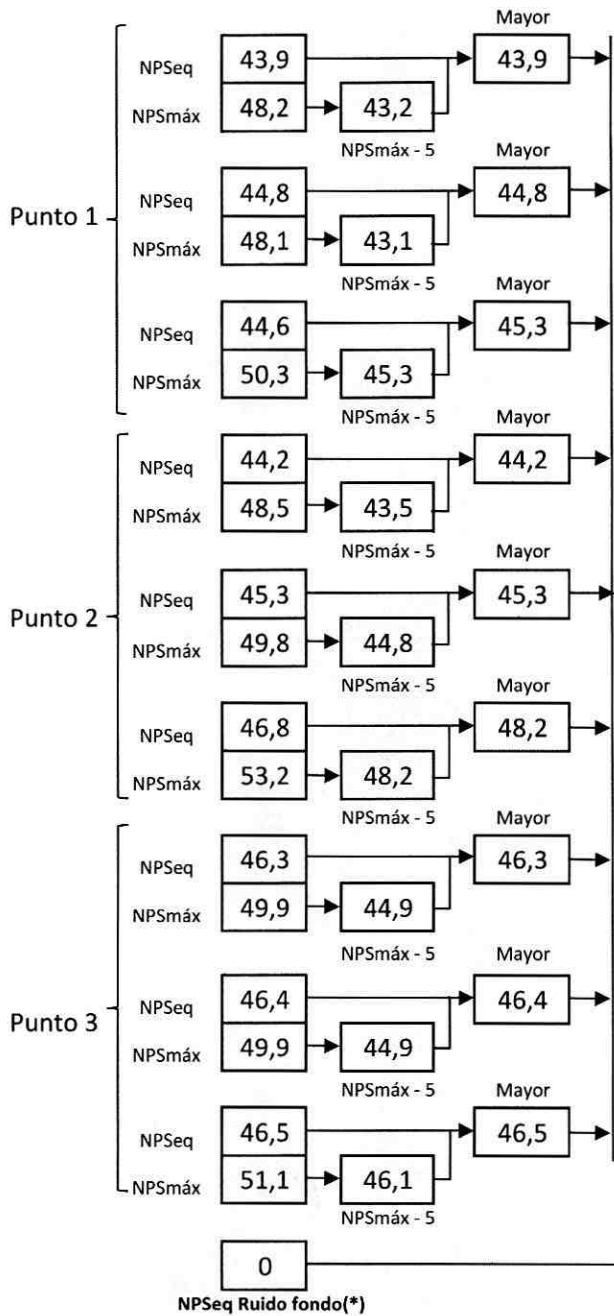 Mayor
NPSeq 43,9 43,9
NPSmáx 48,2 43,2
NPSmáx - 5
Mayor
NPSeq 44,8 44,8
Punto 1
NPSmáx 48,1 43,1
NPSmáx - 5
Mayor
NPSeq 44,6 45,3
NPSmáx 50,3 45,3
NPSmáx - 5
Mayor
NPSeq 44,2 44,2
NPSmáx 48,5 43,5
NPSmáx - 5
Mayor
NPSeq 45,3 45,3
Punto 2
NPSmáx 49,8 44,8
NPSmáx - 5
Mayor
NPSeq 46,8 48,2
NPSmáx 53,2 48,2
NPSmáx - 5
Mayor
NPSeq 46,3 46,3
NPSmáx 49,9 44,9
NPSmáx - 5
Mayor
NPSeq 46,4 46,4
Punto 3
NPSmáx 49,9 44,9
NPSmáx - 5
Mayor
NPSeq 46,5 46,5
NPSmáx 51,1 46,1
NPSmáx - 5
0
NPSeq Ruido fondo(*)